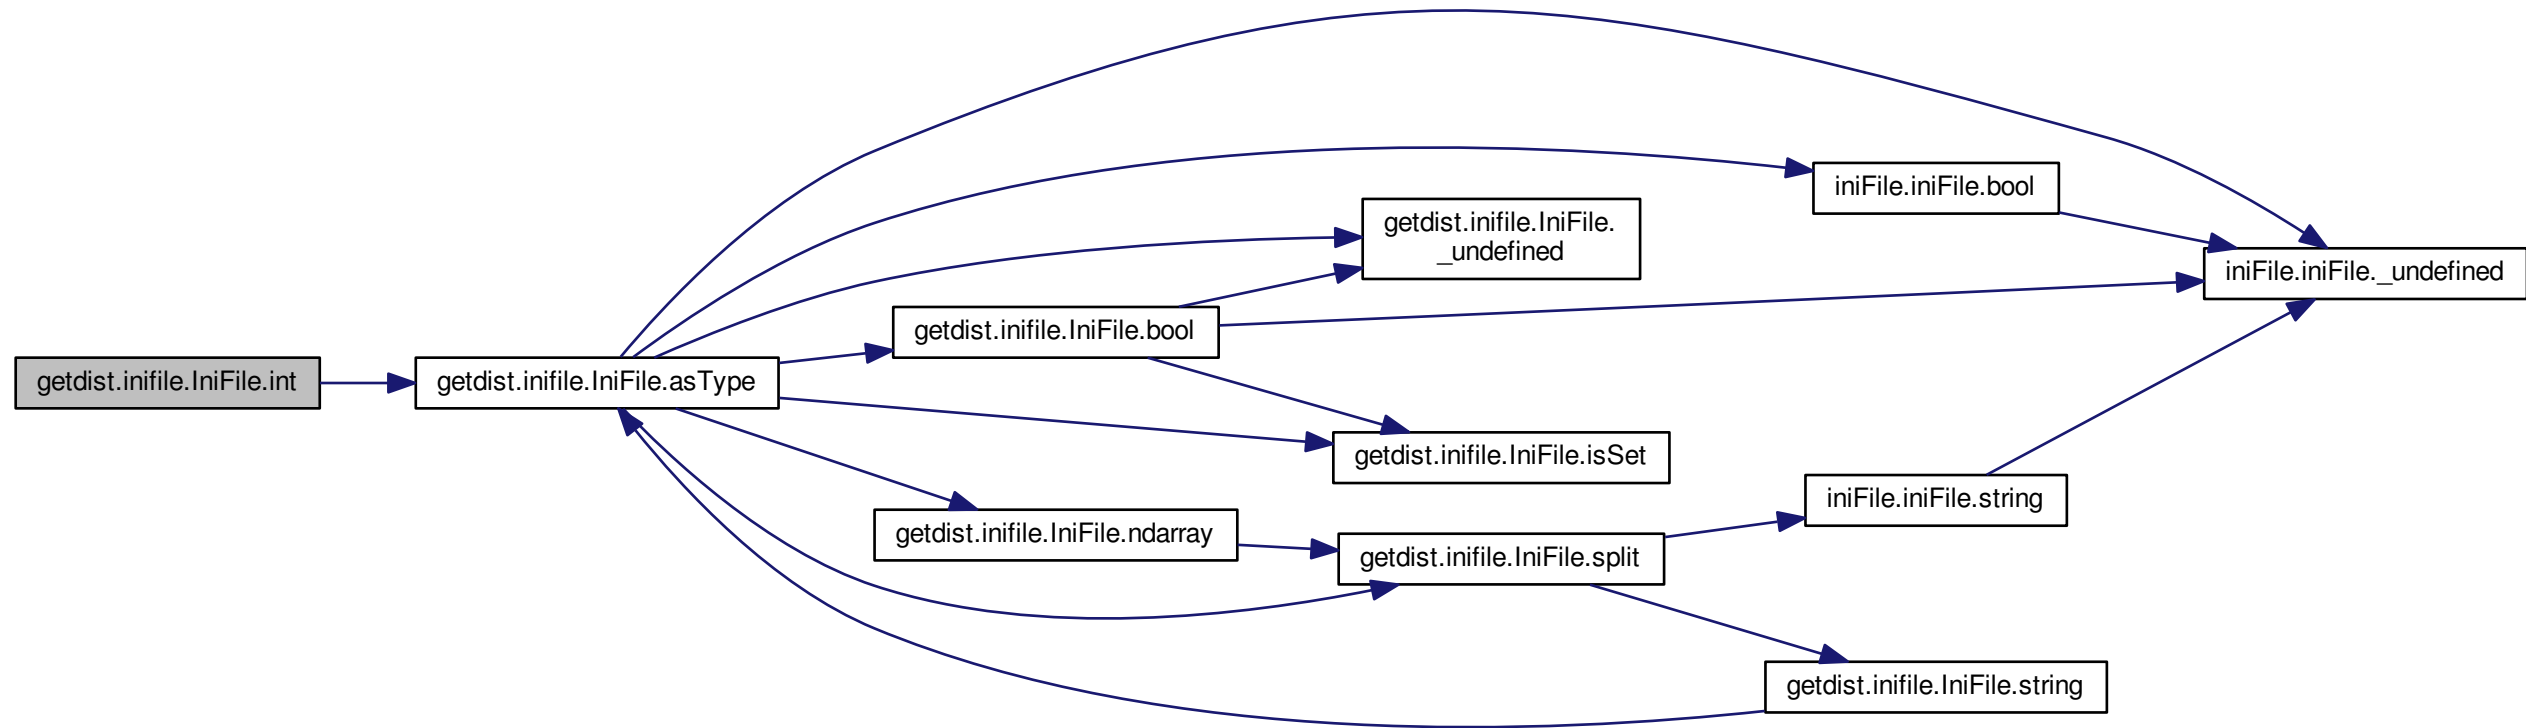 getdist.inifile.IniFile.int
getdist.inifile.IniFile.asType
getdist.inifile.IniFile.bool
getdist.inifile.IniFile.ndarray
getdist.inifile.IniFile.
_undefined
getdist.inifile.IniFile.isSet
getdist.inifile.IniFile.split
iniFile.iniFile.bool
iniFile.iniFile.string
getdist.inifile.IniFile.string
iniFile.iniFile._undefined